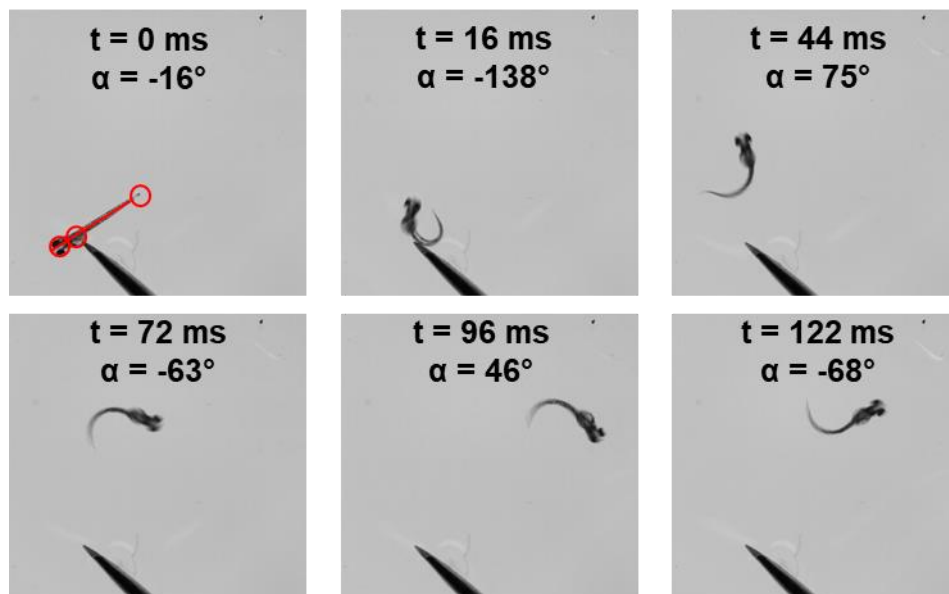 t = 0 ms
α = -16°
t = 16 ms
α = -138°
t = 44 ms
α = 75°
t = 72 ms
α = -63°
t = 96 ms
α = 46°
t = 122 ms
α = -68°